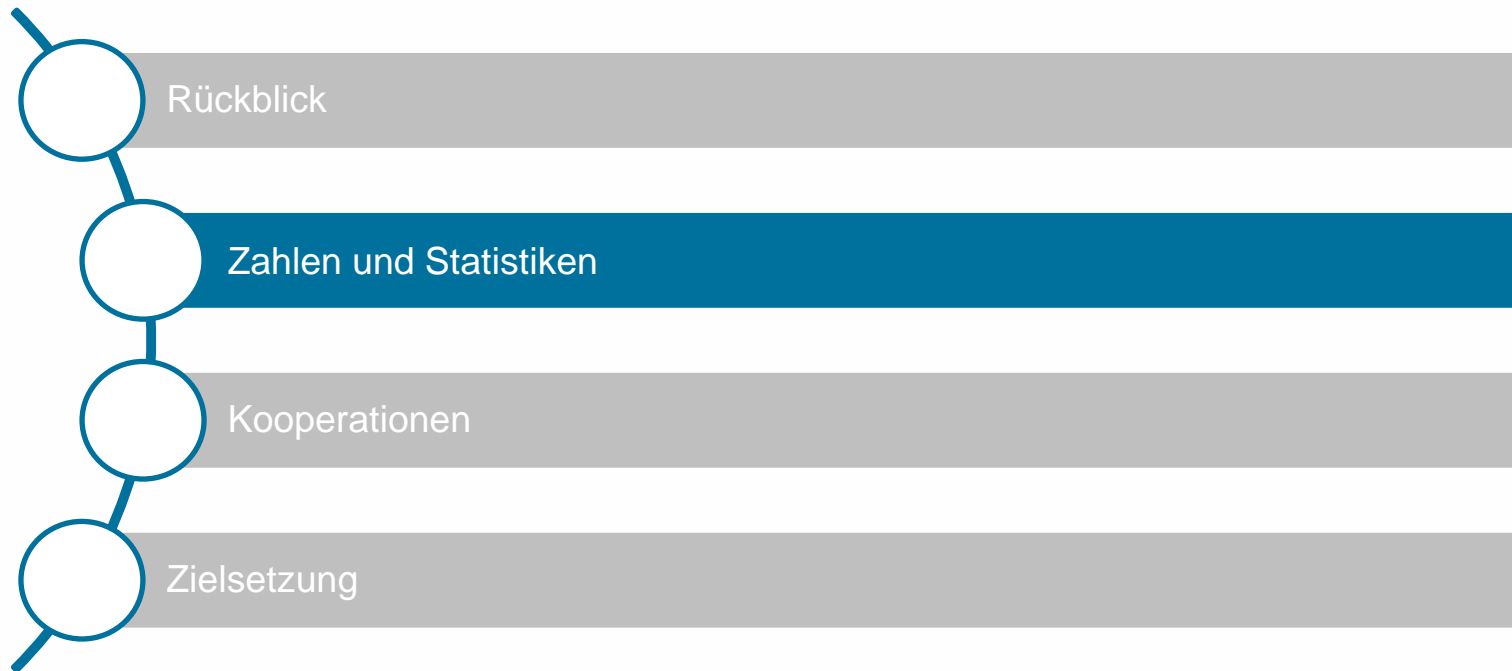 Rückblick
Zahlen und Statistiken
Kooperationen
Zielsetzung